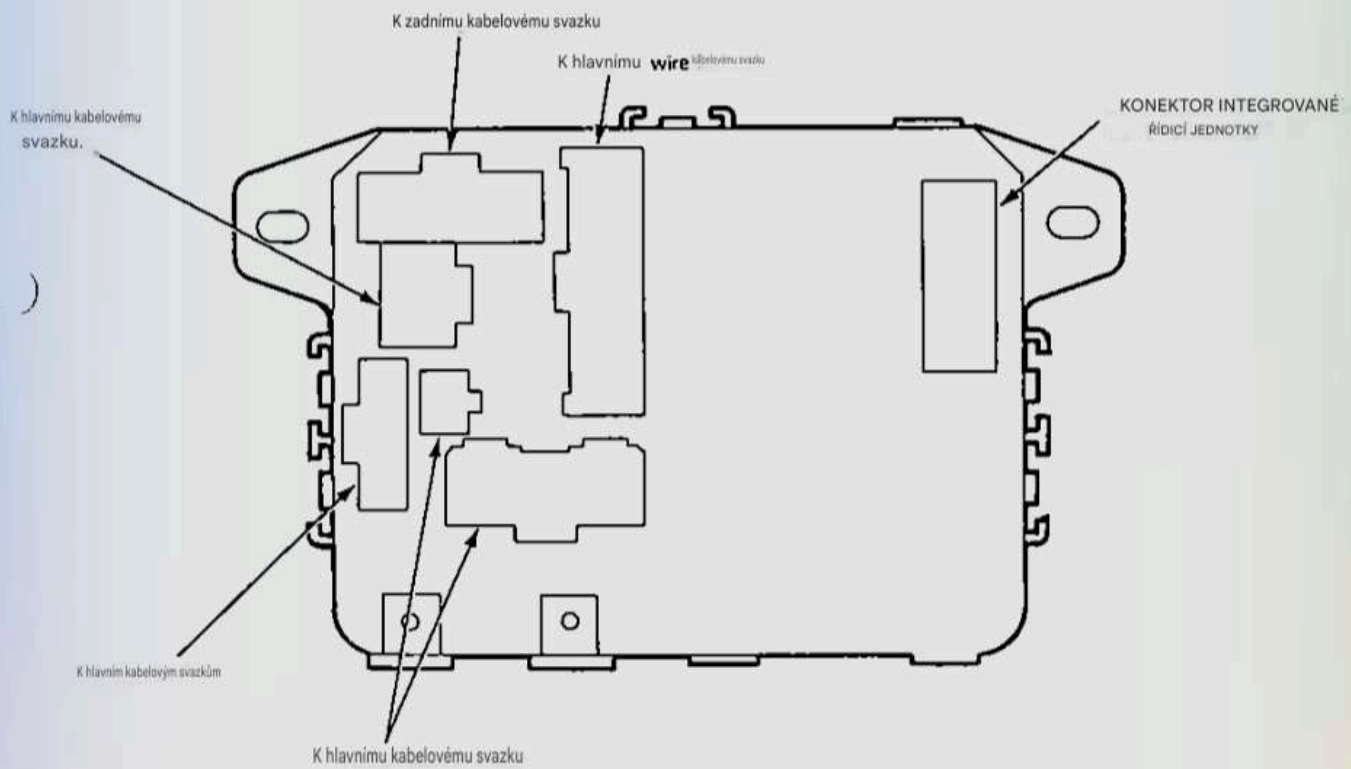 K zadnímu kabelovému svazku
K hlavnímu wire kabelovému svazku
K hlavnímu kabelovému
svazku.
KONEKTOR INTEGROVANÉ
ŘÍDICÍ JEDNOTKY
K hlavním kabelovým svazkům
K hlavnímu kabelovému svazku